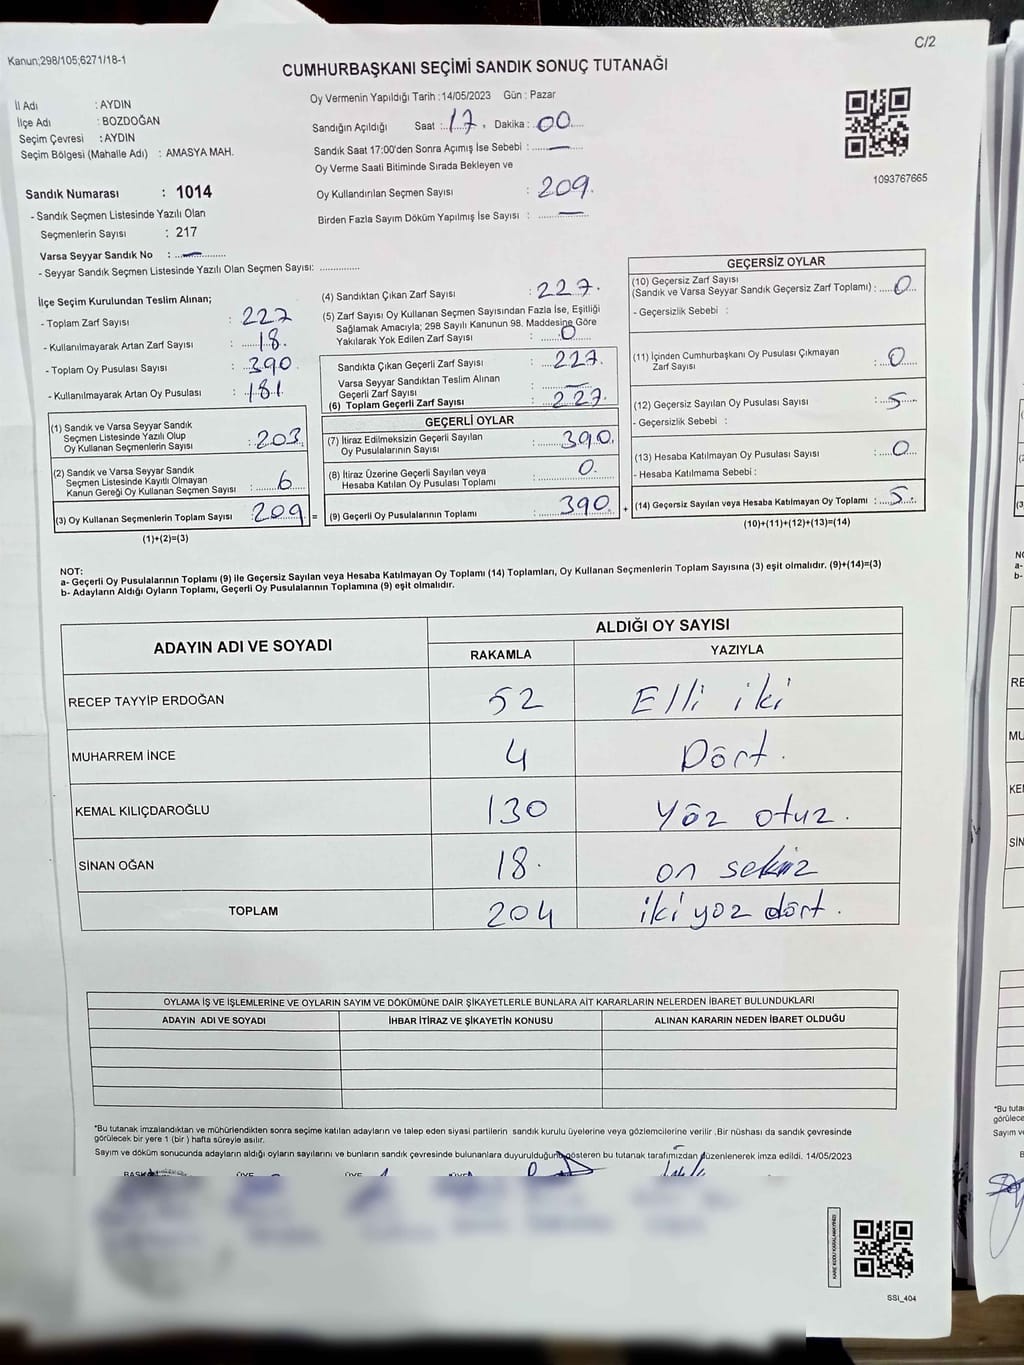 C/2
Kanun;298/105;6271/18-1
CUMHURBAŞKANI SEÇİMİ SANDIK SONUÇ TUTANAĞI
İl Adı : AYDIN
İlçe Adı : BOZDOĞAN
Seçim Çevresi : AYDIN
Seçim Bölgesi (Mahalle Adı) : AMASYA MAH.
Sandık Numarası : 1014
- Sandık Seçmen Listesinde Yazılı Olan
Seçmenlerin Sayısı : 217
Varsa Seyyar Sandık No : —
- Seyyar Sandık Seçmen Listesinde Yazılı Olan Seçmen Sayısı: ..............
Oy Vermenin Yapıldığı Tarih :14/05/2023 Gün : Pazar
Sandığın Açıldığı Saat : 17 , Dakika : 00
Sandık Saat 17:00'den Sonra Açımış İse Sebebi : —
Oy Verme Saati Bitiminde Sırada Bekleyen ve
Oy Kullandırılan Seçmen Sayısı : 209.
Birden Fazla Sayım Döküm Yapılmış İse Sayısı : —
1093767665
İlçe Seçim Kurulundan Teslim Alınan;
- Toplam Zarf Sayısı : 227
- Kullanılmayarak Artan Zarf Sayısı : 18.
- Toplam Oy Pusulası Sayısı : 390.
- Kullanılmayarak Artan Oy Pusulası : 181
(1) Sandık ve Varsa Seyyar Sandık
Seçmen Listesinde Yazılı Olup
Oy Kullanan Seçmenlerin Sayısı : 203
(2) Sandık ve Varsa Seyyar Sandık
Seçmen Listesinde Kayıtlı Olmayan
Kanun Gereği Oy Kullanan Seçmen Sayısı : 6
(3) Oy Kullanan Seçmenlerin Toplam Sayısı 209 =
(1)+(2)=(3)
(4) Sandıktan Çıkan Zarf Sayısı : 227.
(5) Zarf Sayısı Oy Kullanan Seçmen Sayısından Fazla İse, Eşitliği
Sağlamak Amacıyla; 298 Sayılı Kanunun 98. Maddesine Göre
Yakılarak Yok Edilen Zarf Sayısı : 0
Sandıkta Çıkan Geçerli Zarf Sayısı : 227.
Varsa Seyyar Sandıktan Teslim Alınan
Geçerli Zarf Sayısı : —
(6) Toplam Geçerli Zarf Sayısı : 227.
GEÇERLİ OYLAR
(7) İtiraz Edilmeksizin Geçerli Sayılan
Oy Pusulalarının Sayısı : 390.
(8) İtiraz Üzerine Geçerli Sayılan veya
Hesaba Katılan Oy Pusulası Toplamı : 0.
(9) Geçerli Oy Pusulalarının Toplamı : 390. +
GEÇERSİZ OYLAR
(10) Geçersiz Zarf Sayısı
(Sandık ve Varsa Seyyar Sandık Geçersiz Zarf Toplamı) : 0
- Geçersizlik Sebebi :
(11) İçinden Cumhurbaşkanı Oy Pusulası Çıkmayan
Zarf Sayısı : 0
(12) Geçersiz Sayılan Oy Pusulası Sayısı : 5
- Geçersizlik Sebebi :
(13) Hesaba Katılmayan Oy Pusulası Sayısı : 0
- Hesaba Katılmama Sebebi :
(14) Geçersiz Sayılan veya Hesaba Katılmayan Oy Toplamı : 5
(10)+(11)+(12)+(13)=(14)
NOT:
a- Geçerli Oy Pusulalarının Toplamı (9) ile Geçersiz Sayılan veya Hesaba Katılmayan Oy Toplamı (14) Toplamları, Oy Kullanan Seçmenlerin Toplam Sayısına (3) eşit olmalıdır. (9)+(14)=(3)
b- Adayların Aldığı Oyların Toplamı, Geçerli Oy Pusulalarının Toplamına (9) eşit olmalıdır.
ADAYIN ADI VE SOYADI ALDIĞI OY SAYISI
RAKAMLA YAZIYLA
RECEP TAYYİP ERDOĞAN 52 Elli iki
MUHARREM İNCE 4 Dört.
KEMAL KILIÇDAROĞLU 130 Yöz otuz.
SİNAN OĞAN 18. on sekiz
TOPLAM 204 iki yöz dört.
OYLAMA İŞ VE İŞLEMLERİNE VE OYLARIN SAYIM VE DÖKÜMÜNE DAİR ŞİKAYETLERLE BUNLARA AİT KARARLARIN NELERDEN İBARET BULUNDUKLARI
ADAYIN ADI VE SOYADI İHBAR İTİRAZ VE ŞİKAYETİN KONUSU ALINAN KARARIN NEDEN İBARET OLDUĞU
*Bu tutanak imzalandıktan ve mühürlendikten sonra seçime katılan adayların ve talep eden siyasi partilerin sandık kurulu üyelerine veya gözlemcilerine verilir .Bir nüshası da sandık çevresinde
görülecek bir yere 1 (bir ) hafta süreyle asılır.
Sayım ve döküm sonucunda adayların aldığı oyların sayılarını ve bunların sandık çevresinde bulunanlara duyurulduğunu gösteren bu tutanak tarafımızdan düzenlenerek imza edildi. 14/05/2023
SSI_404